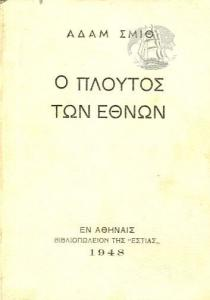 ΑΔΑΜ ΣΜΙΘ
Ο ΠΛΟΥΤΟΣ
ΤΩΝ ΕΘΝΩΝ
ΕΝ ΑΘΗΝΑΙΣ
ΒΙΒΛΙΟΠΩΛΕΙΟΝ ΤΗΣ "ΕΣΤΙΑΣ„
1948